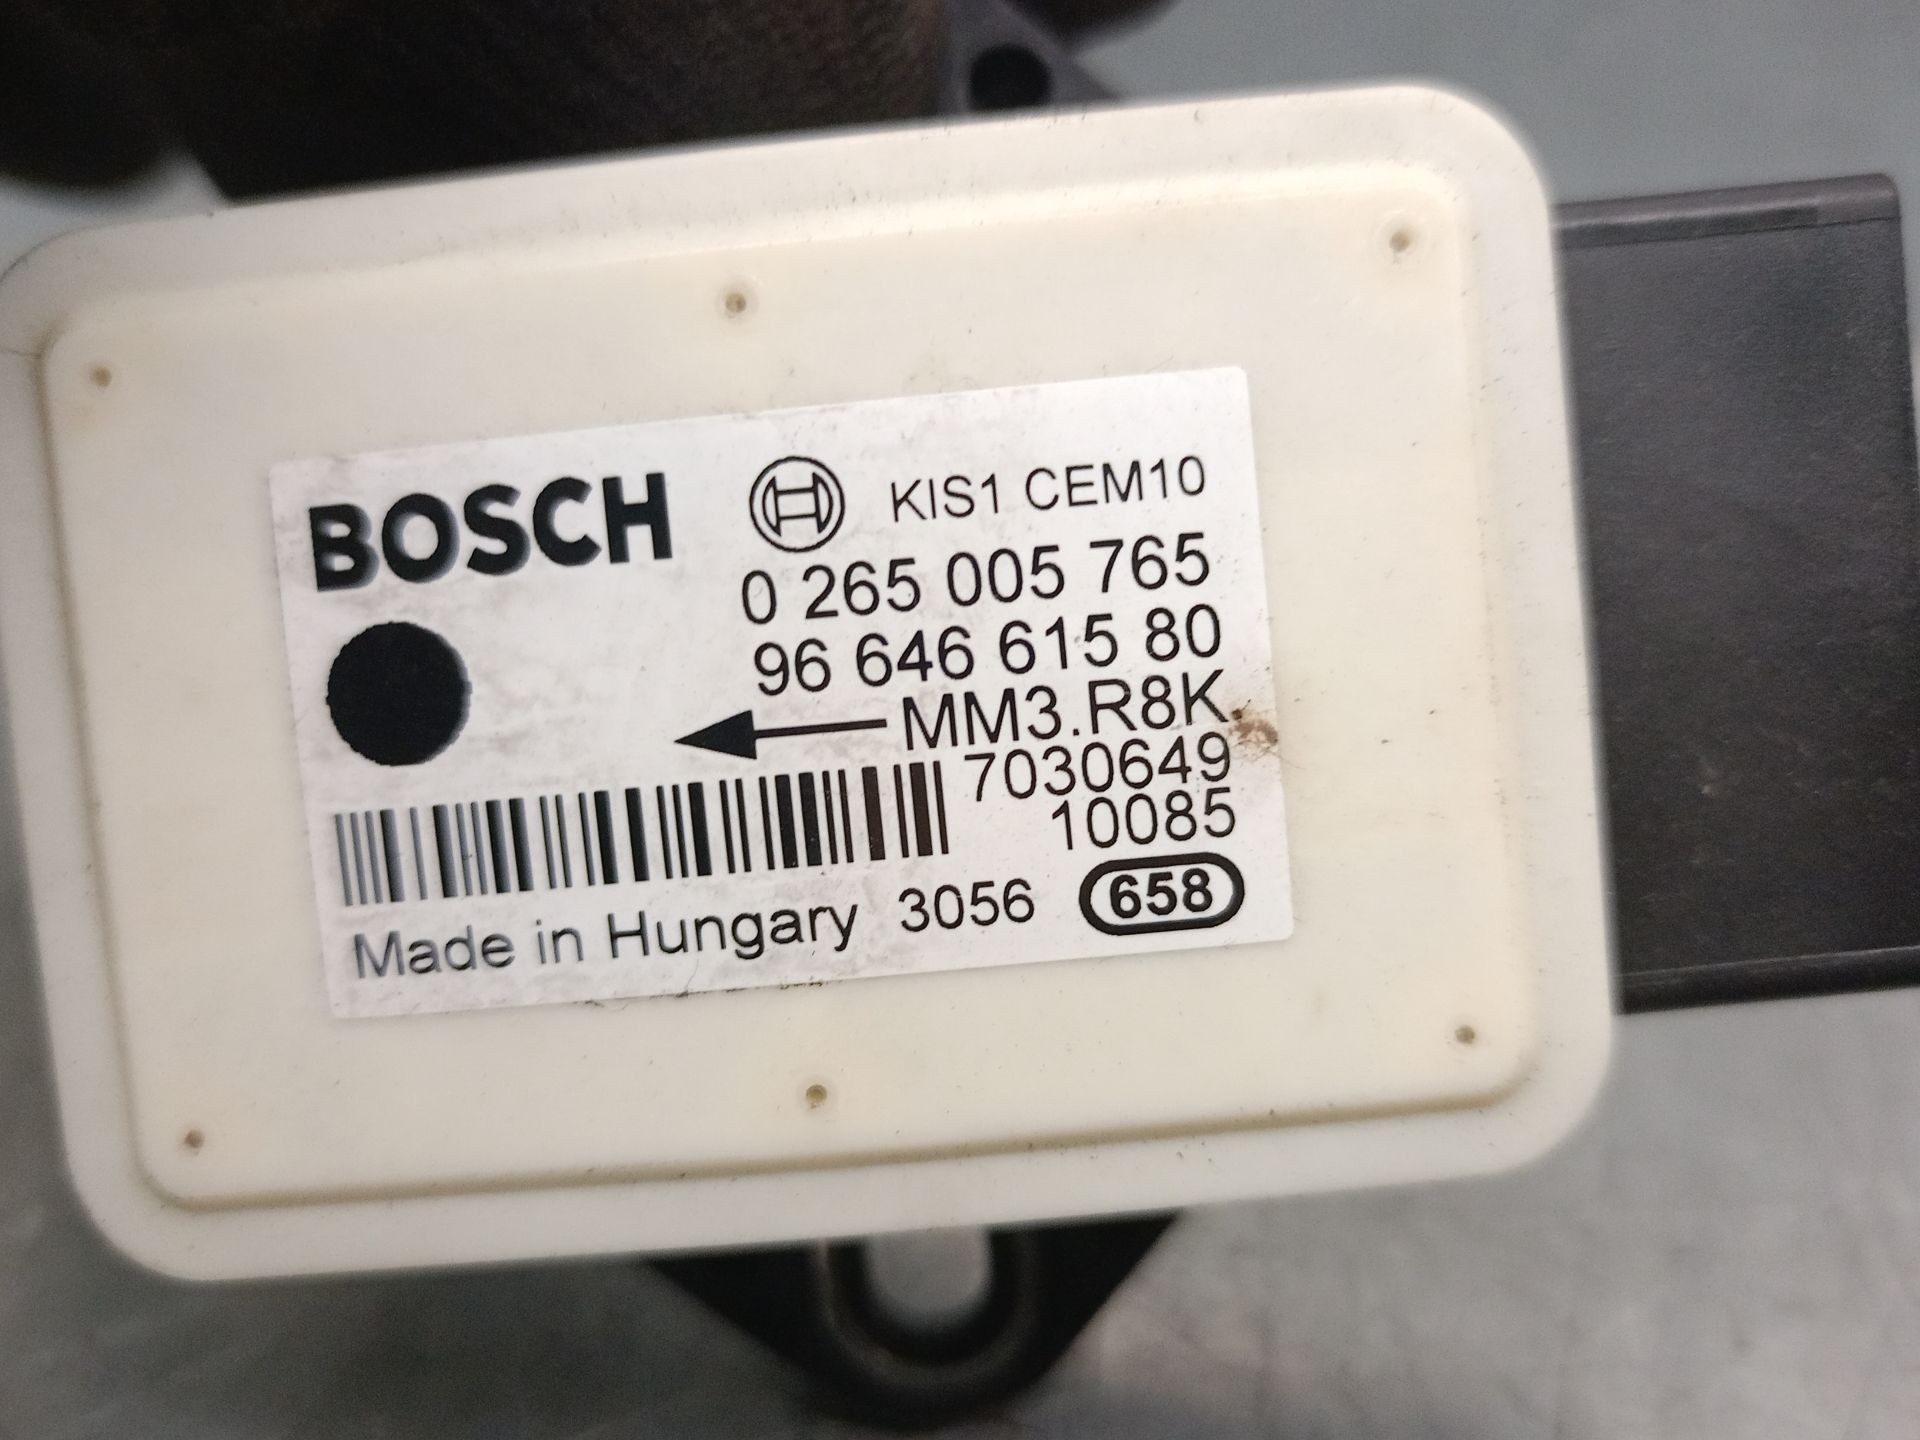 BOSCH KIS1 CEM10
0 265 005 765
96 646 615 80
MM3.R8K
7030649
10085
Made in Hungary 3056 658